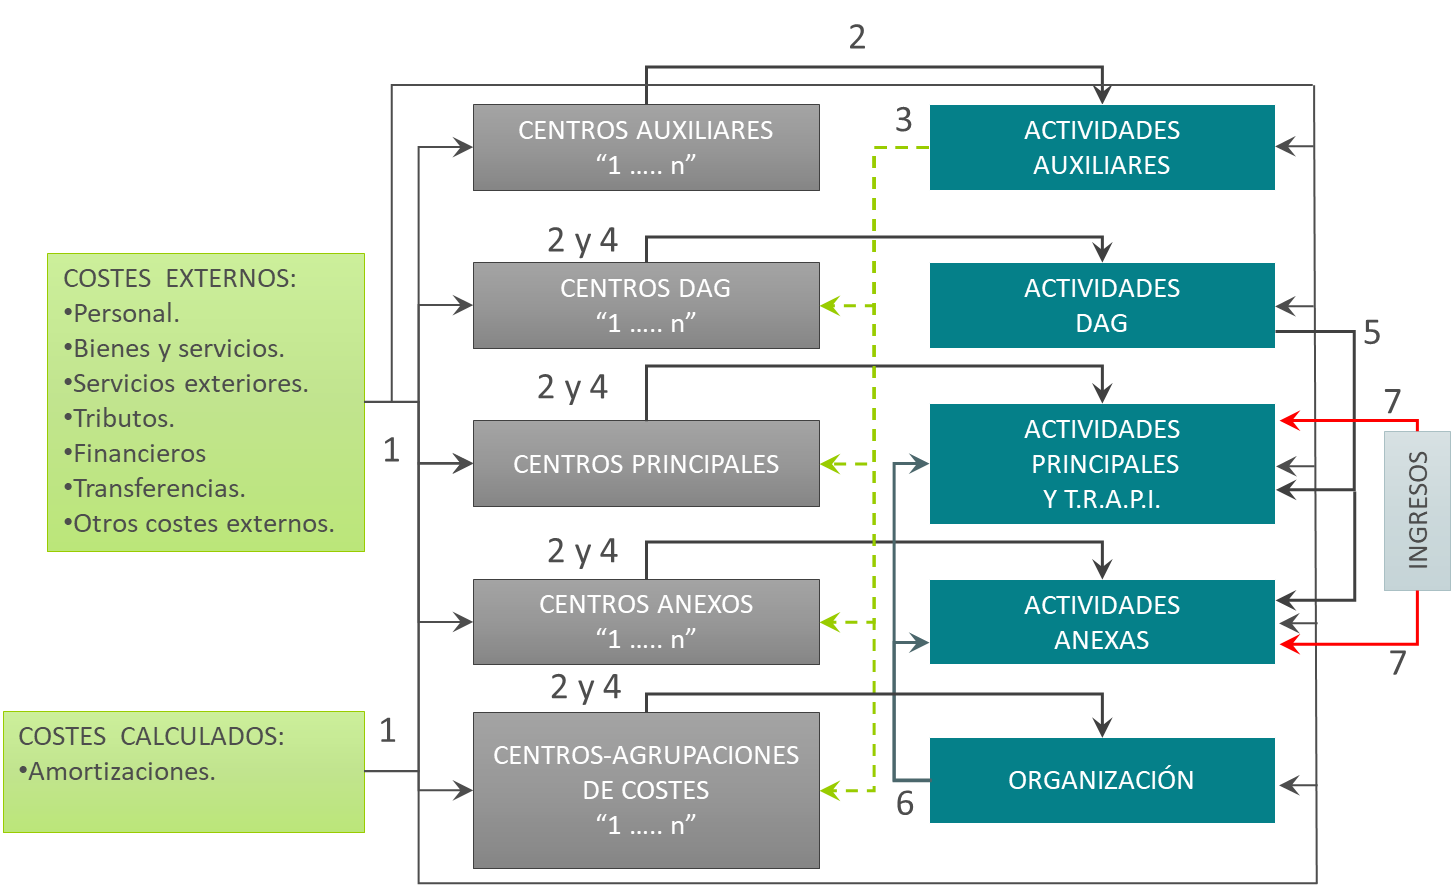 2
CENTROS AUXILIARES
“1 ..... n”
3
ACTIVIDADES
AUXILIARES
COSTES EXTERNOS:
•Personal.
•Bienes y servicios.
•Servicios exteriores.
•Tributos.
•Financieros
•Transferencias.
•Otros costes externos.
2 y 4
CENTROS DAG
“1 ..... n”
ACTIVIDADES
DAG
5
2 y 4
1
CENTROS PRINCIPALES
ACTIVIDADES
PRINCIPALES
Y T.R.A.P.I.
7
INGRESOS
2 y 4
CENTROS ANEXOS
“1 ..... n”
ACTIVIDADES
ANEXAS
7
COSTES CALCULADOS:
•Amortizaciones.
1
2 y 4
CENTROS-AGRUPACIONES
DE COSTES
“1 ..... n”
ORGANIZACIÓN
6